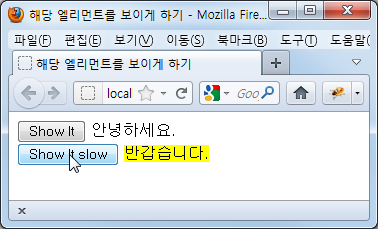 해당 엘리먼트를 보이게 하기 - Mozilla Fire...
파일(F) 편집(E) 보기(V) 이동(S) 북마크(B) 도구(T) 도움말
해당 엘리먼트를 보이게 하기
local Goo
Show It 안녕하세요.
Show It slow 반갑습니다.